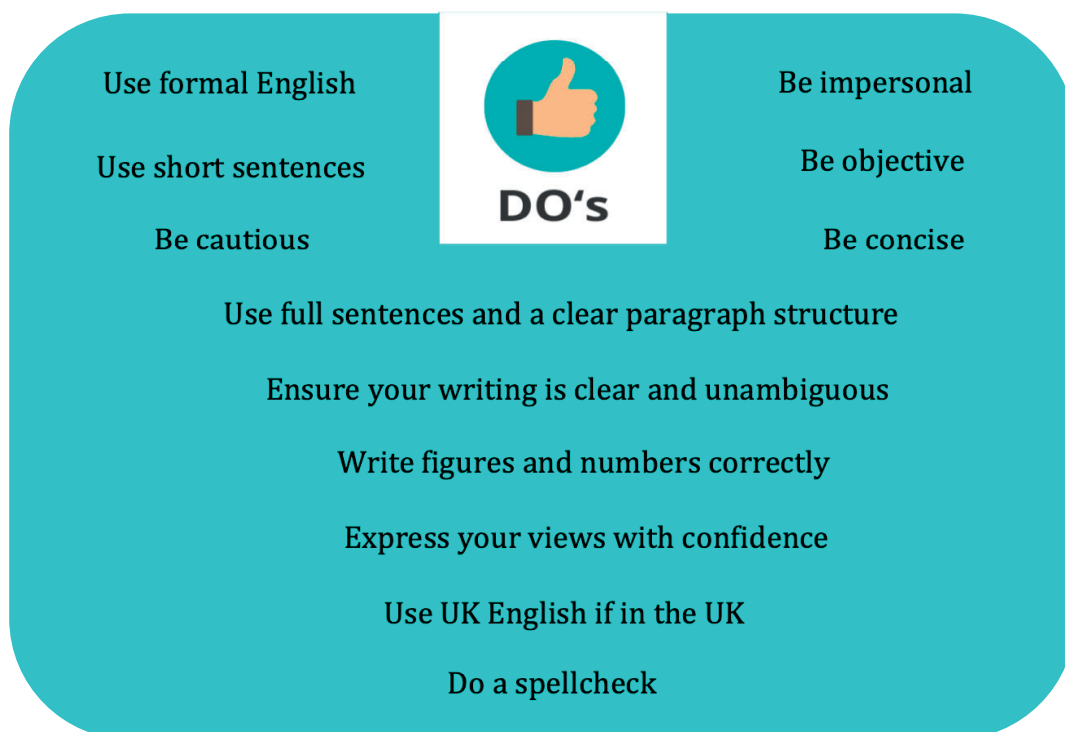 Use formal English
Be impersonal
Use short sentences
Be objective
DO‘s
Be cautious
Be concise
Use full sentences and a clear paragraph structure
Ensure your writing is clear and unambiguous
Write figures and numbers correctly
Express your views with confidence
Use UK English if in the UK
Do a spellcheck